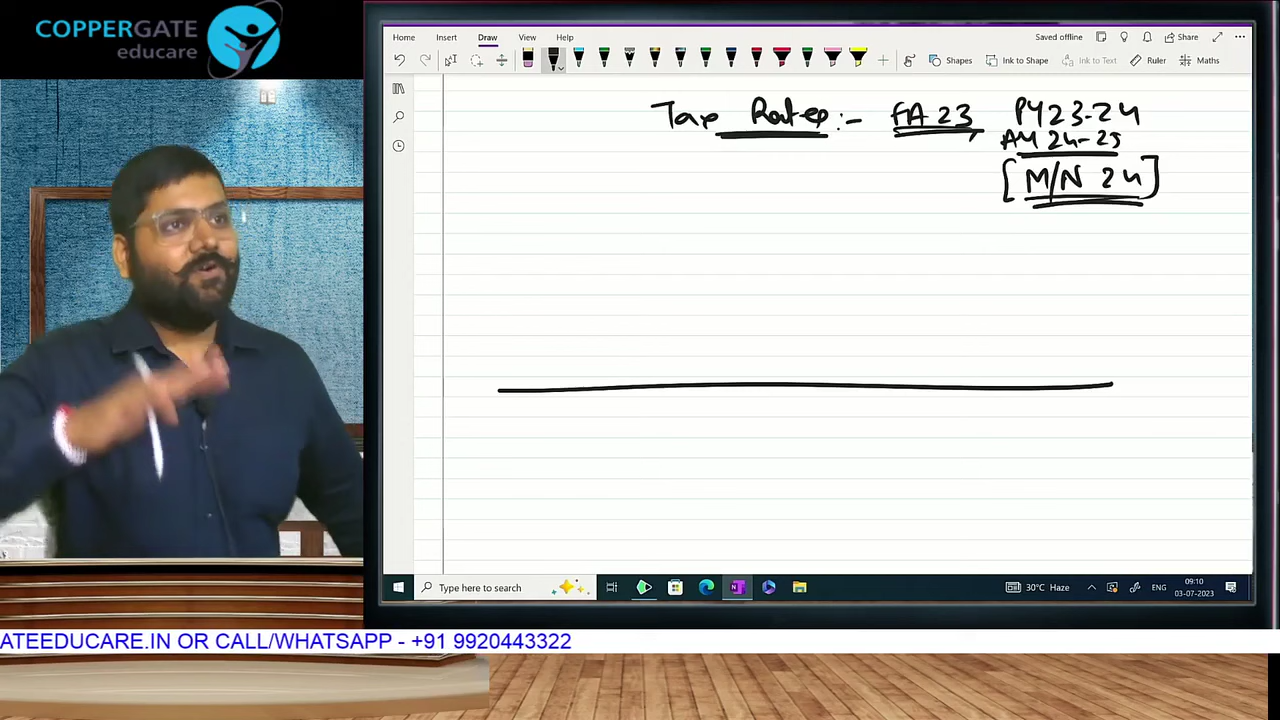 COPPERGATE
educare
Home Insert Draw View Help
Saved offline Share
Shapes Ink to Shape Ink to Text Ruler Maths
Tax Rates :- FA 23 PY 23-24
AY 24-25
[M/N 24]
Type here to search
30°C Haze ENG 09:10
03-07-2023
ATEEDUCARE.IN OR CALL/WHATSAPP - +91 9920443322